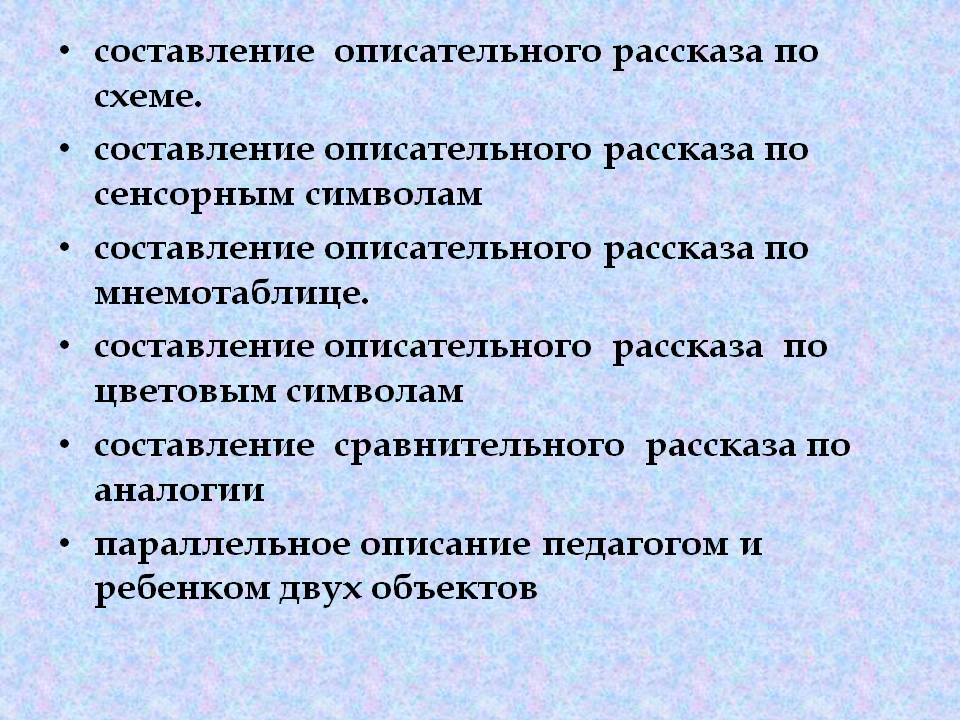 • составление описательного рассказа по
схеме.
• составление описательного рассказа по
сенсорным символам
• составление описательного рассказа по
мнемотаблице.
• составление описательного рассказа по
цветовым символам
• составление сравнительного рассказа по
аналогии
• параллельное описание педагогом и
ребенком двух объектов